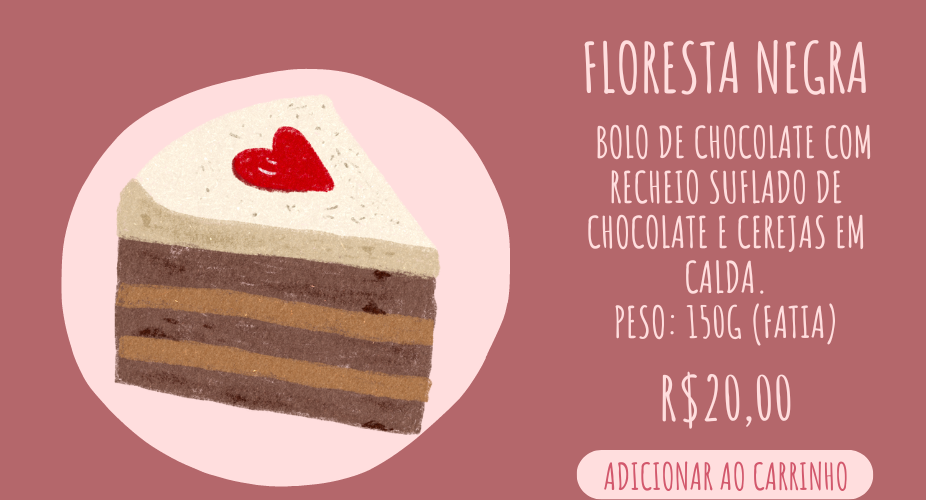 FLORESTA NEGRA
BOLO DE CHOCOLATE COM
RECHEIO SUFLADO DE
CHOCOLATE E CEREJAS EM
CALDA.
PESO: 150G (FATIA)
R$20,00
ADICIONAR AO CARRINHO